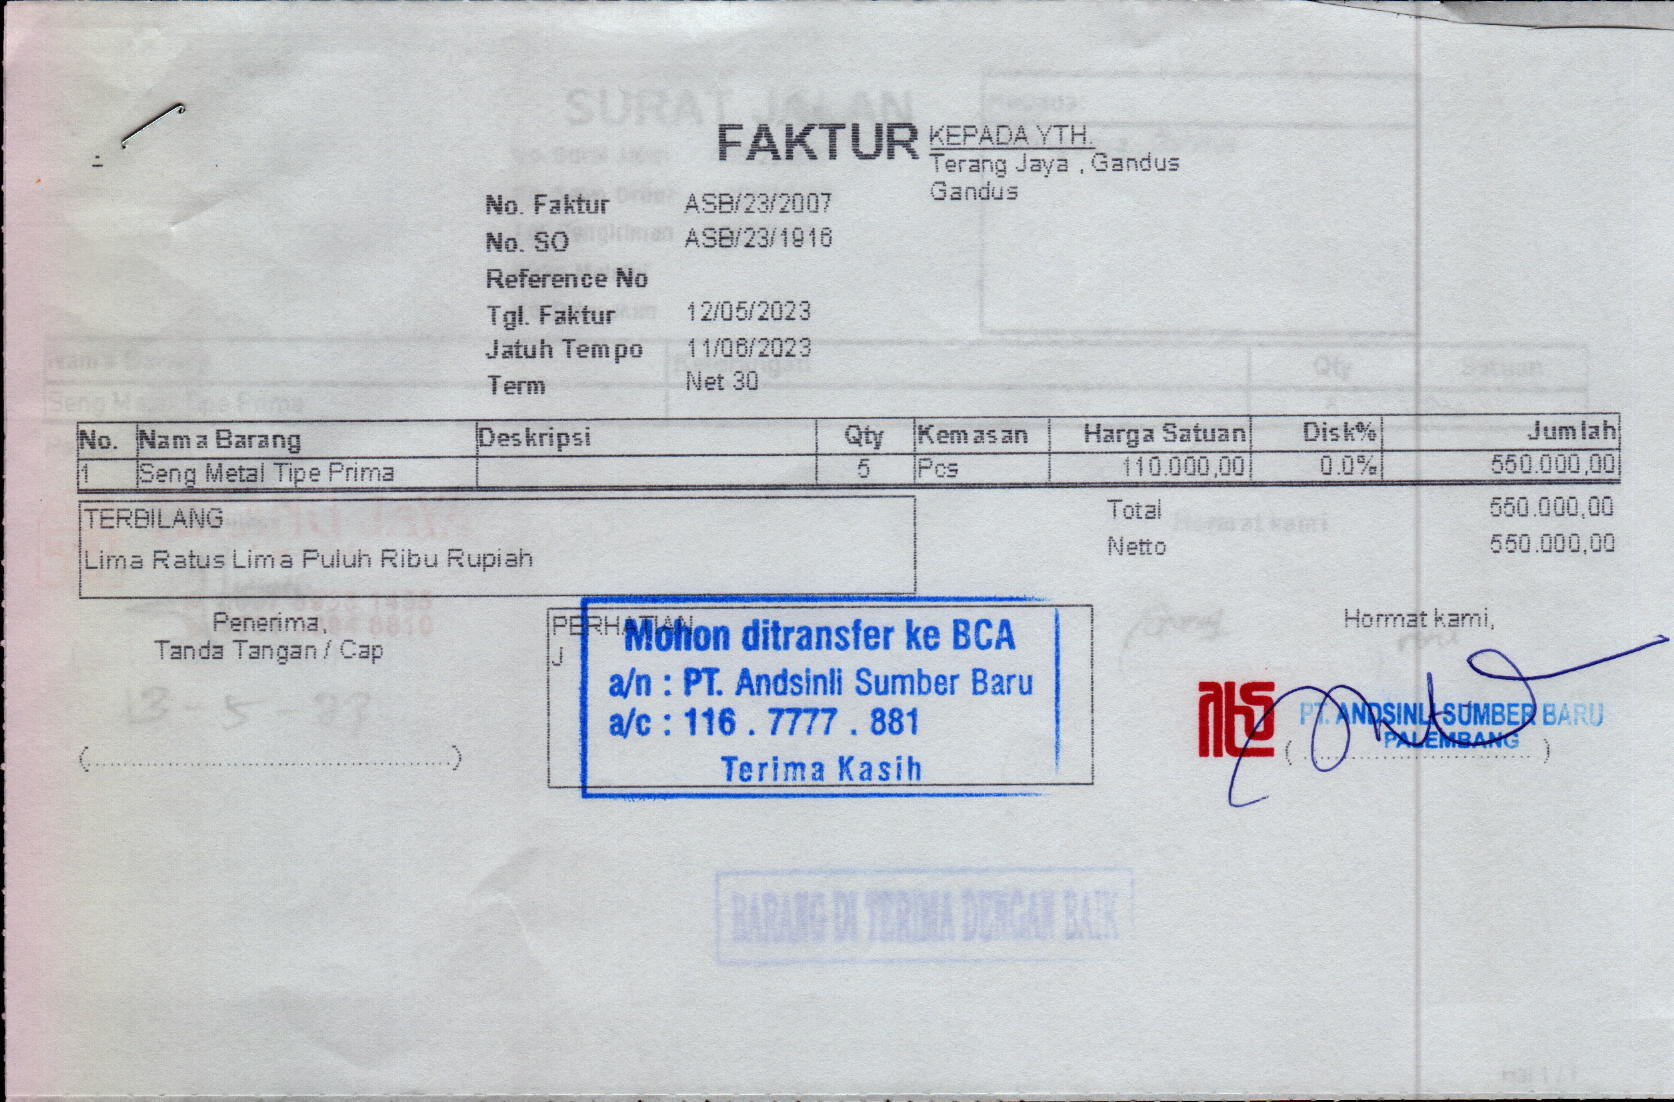 SURAT JALAN
FAKTUR
KEPADA YTH.
Terang Jaya , Gandus
Gandus
No. Faktur ASB/23/2007
No. SO ASB/23/1916
Reference No
Tgl. Faktur 12/05/2023
Jatuh Tempo 11/06/2023
Term Net 30
No. Nama Barang Deskripsi Qty Kemasan Harga Satuan Disk% Jumlah
1 Seng Metal Tipe Prima 5 Pcs 110.000,00 0.0% 550.000,00
TERBILANG
Lima Ratus Lima Puluh Ribu Rupiah
Total 550.000,00
Netto 550.000,00
Penerima,
Tanda Tangan / Cap
PERHATIAN
J
Mohon ditransfer ke BCA
a/n : PT. Andsinli Sumber Baru
a/c : 116 . 7777 . 881
Terima Kasih
Hormat kami,
PT. ANDSINLI SUMBER BARU
PALEMBANG
BARANG DI TERIMA DENGAN BAIK